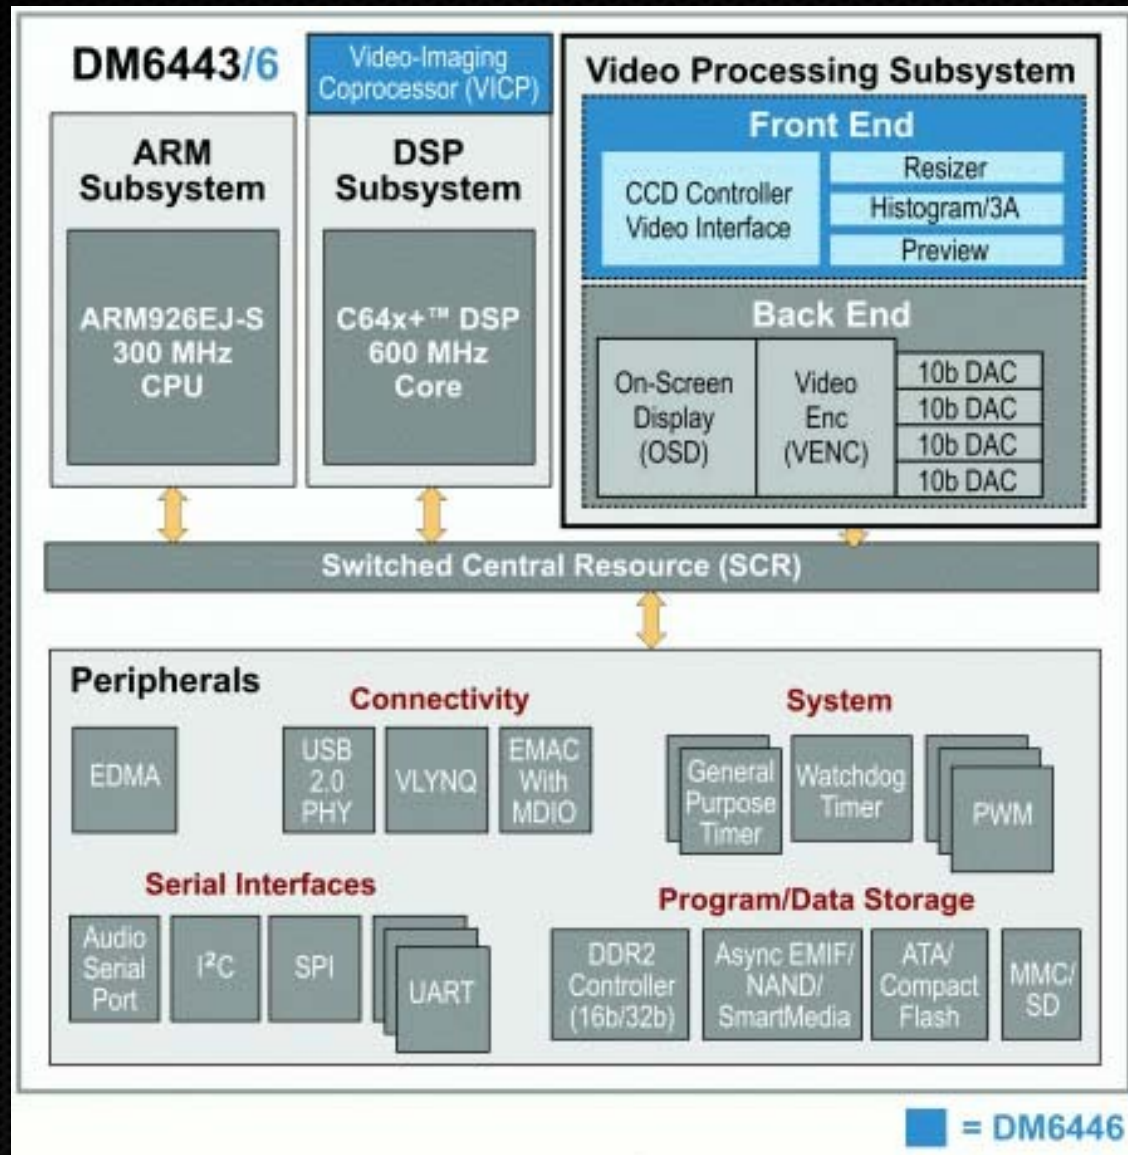 DM6443/6
Video-Imaging
Coprocessor (VICP)
ARM
Subsystem
ARM926EJ-S
300 MHz
CPU
DSP
Subsystem
C64x+™ DSP
600 MHz
Core
Video Processing Subsystem
Front End
CCD Controller
Video Interface
Resizer
Histogram/3A
Preview
Back End
On-Screen
Display
(OSD)
Video
Enc
(VENC)
10b DAC
10b DAC
10b DAC
10b DAC
Switched Central Resource (SCR)
Peripherals
EDMA
Connectivity
USB
2.0
PHY
VLYNQ
EMAC
With
MDIO
System
General
Purpose
Timer
Watchdog
Timer
PWM
Serial Interfaces
Audio
Serial
Port
I²C
SPI
UART
Program/Data Storage
DDR2
Controller
(16b/32b)
Async EMIF/
NAND/
SmartMedia
ATA/
Compact
Flash
MMC/
SD
= DM6446